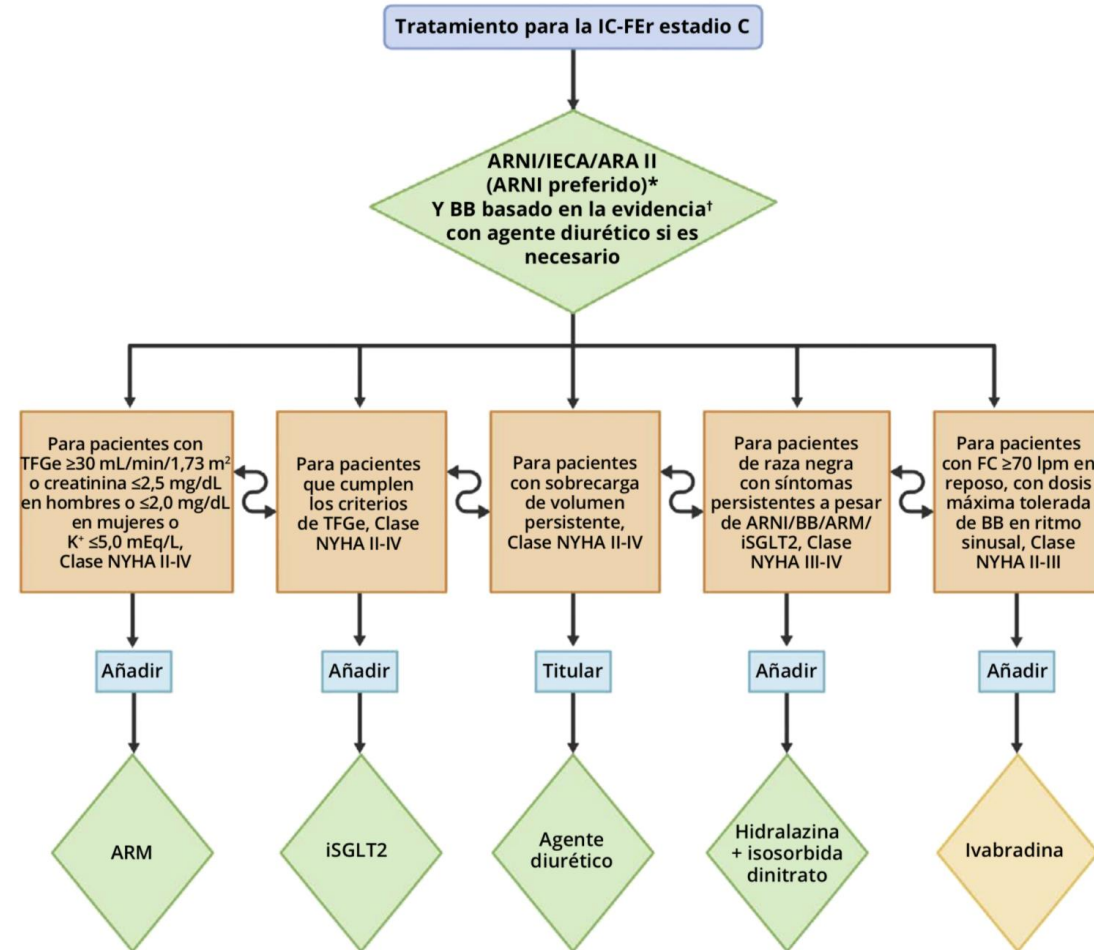 Tratamiento para la IC-FEr estadio C
ARNI/IECA/ARA II
(ARNI preferido)*
Y BB basado en la evidencia†
con agente diurético si es
necesario
Para pacientes con
TFGe ≥30 mL/min/1,73 m²
o creatinina ≤2,5 mg/dL
en hombres o ≤2,0 mg/dL
en mujeres o
K⁺ ≤5,0 mEq/L,
Clase NYHA II-IV
Para pacientes
que cumplen
los criterios
de TFGe, Clase
NYHA II-IV
Para pacientes
con sobrecarga
de volumen
persistente,
Clase NYHA II-IV
Para pacientes
de raza negra
con síntomas
persistentes a pesar
de ARNI/BB/ARM/
iSGLT2, Clase
NYHA III-IV
Para pacientes
con FC ≥70 lpm en
reposo, con dosis
máxima tolerada
de BB en ritmo
sinusal, Clase
NYHA II-III
Añadir
Añadir
Titular
Añadir
Añadir
ARM
iSGLT2
Agente
diurético
Hidralazina
+ isosorbida
dinitrato
Ivabradina